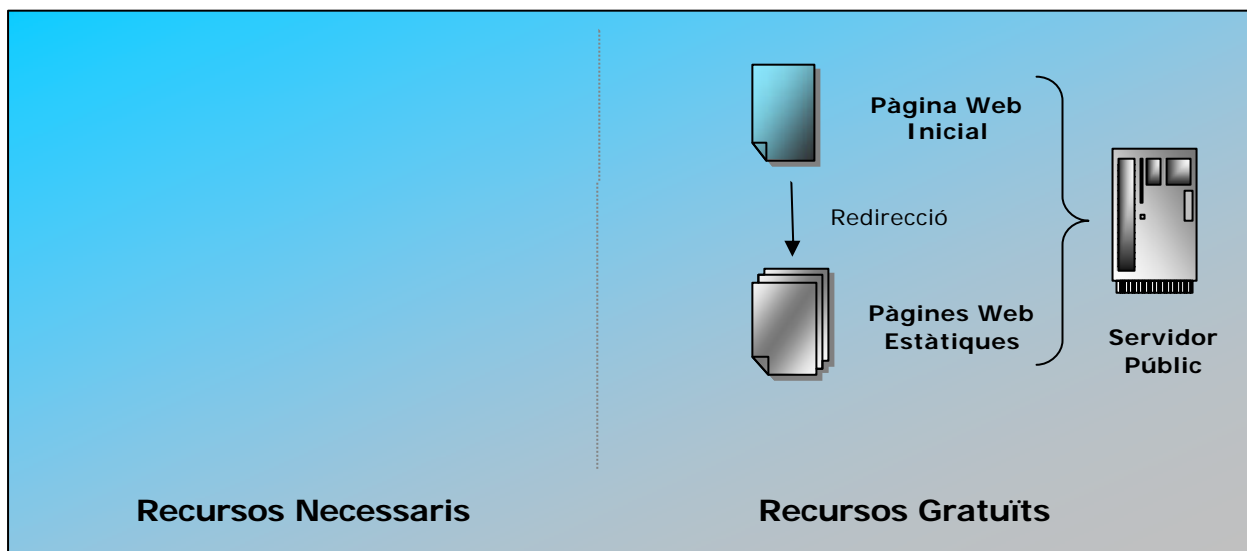 Pàgina Web
Inicial
Redirecció
Pàgines Web
Estàtiques
Servidor
Públic
Recursos Necessaris
Recursos Gratuïts